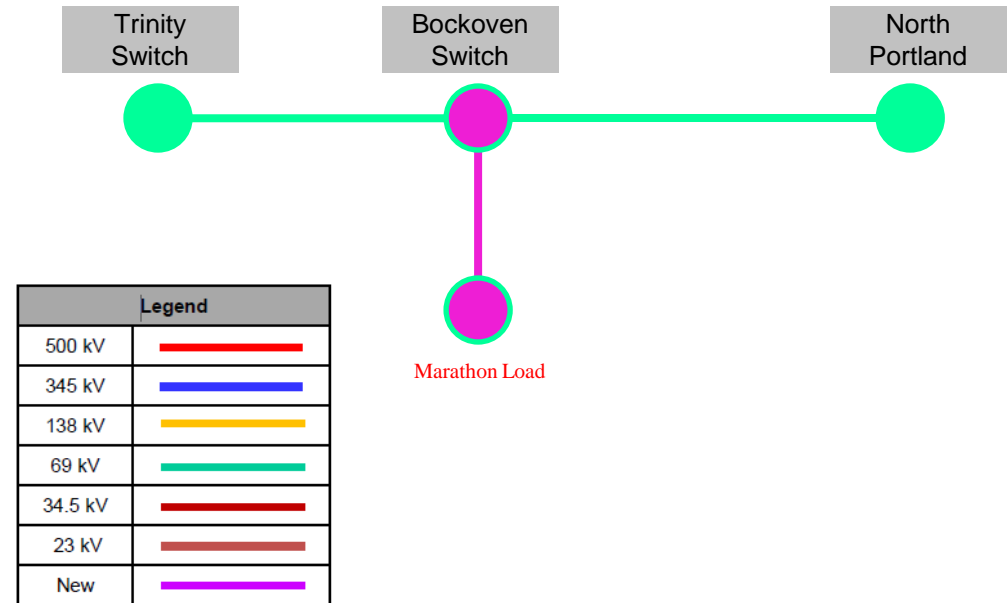 Trinity
Switch
Bockoven
Switch
North
Portland
Marathon Load
Legend
500 kV
345 kV
138 kV
69 kV
34.5 kV
23 kV
New